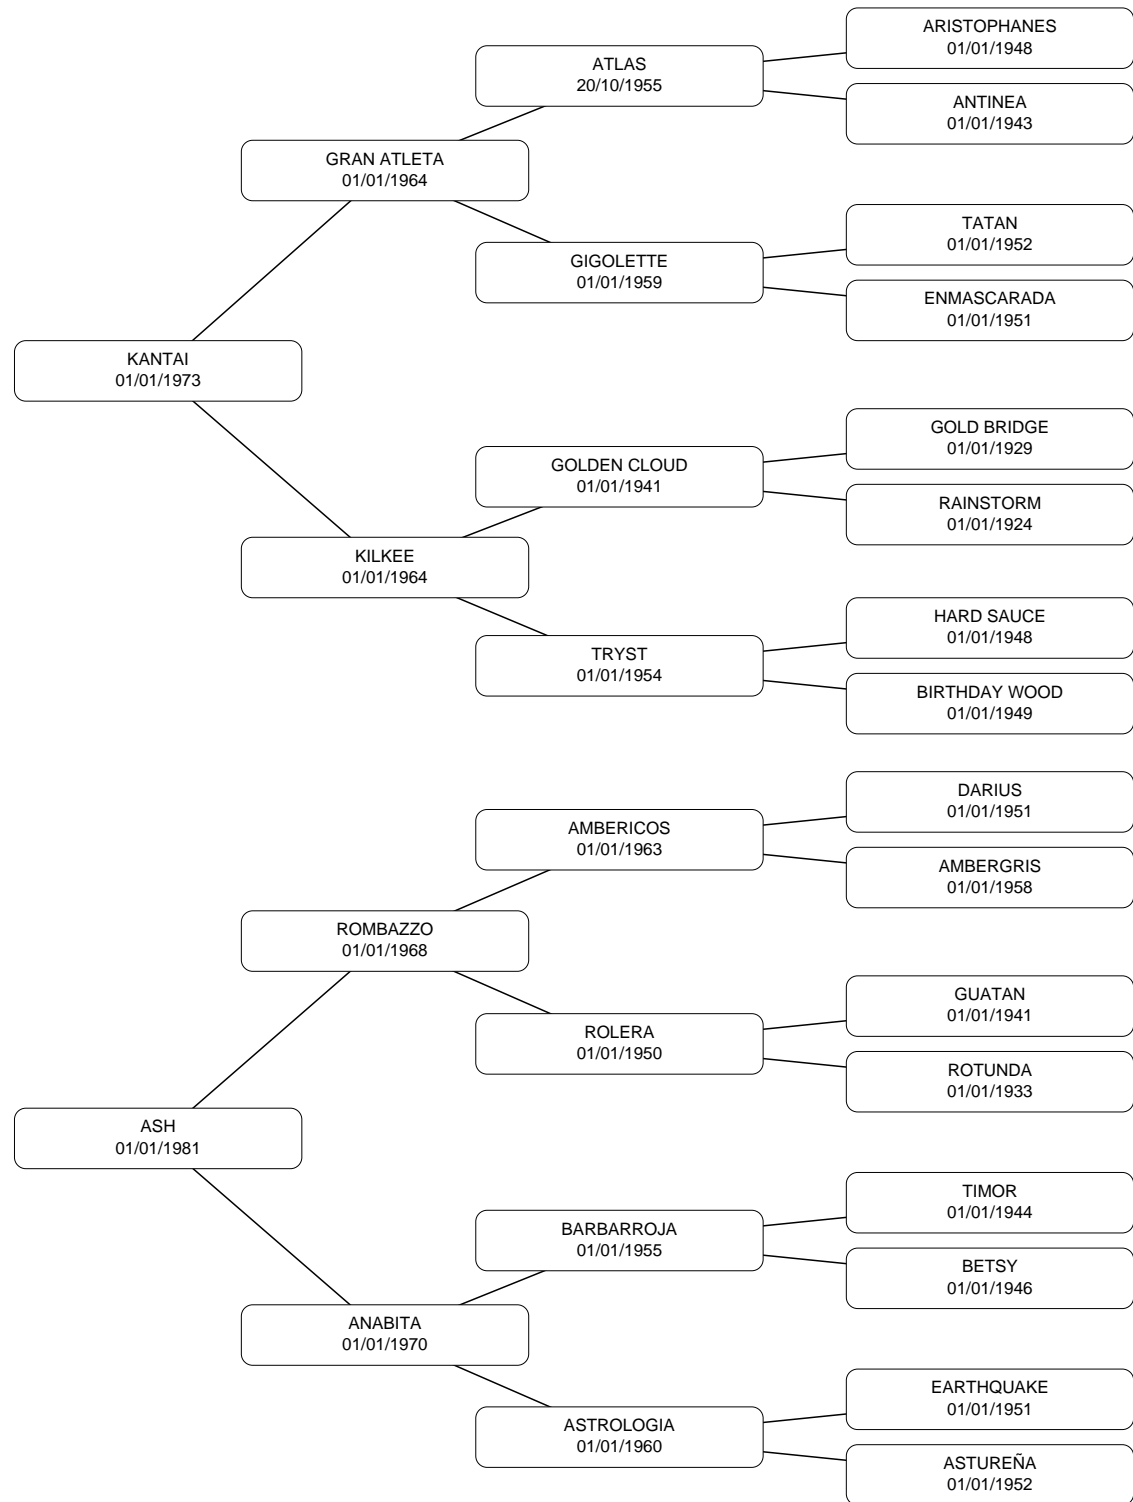 ARISTOPHANES
01/01/1948
ATLAS
20/10/1955
ANTINEA
01/01/1943
GRAN ATLETA
01/01/1964
TATAN
01/01/1952
GIGOLETTE
01/01/1959
ENMASCARADA
01/01/1951
KANTAI
01/01/1973
GOLD BRIDGE
01/01/1929
GOLDEN CLOUD
01/01/1941
RAINSTORM
01/01/1924
KILKEE
01/01/1964
HARD SAUCE
01/01/1948
TRYST
01/01/1954
BIRTHDAY WOOD
01/01/1949
DARIUS
01/01/1951
AMBERICOS
01/01/1963
AMBERGRIS
01/01/1958
ROMBAZZO
01/01/1968
GUATAN
01/01/1941
ROLERA
01/01/1950
ROTUNDA
01/01/1933
ASH
01/01/1981
TIMOR
01/01/1944
BARBARROJA
01/01/1955
BETSY
01/01/1946
ANABITA
01/01/1970
EARTHQUAKE
01/01/1951
ASTROLOGIA
01/01/1960
ASTUREÑA
01/01/1952